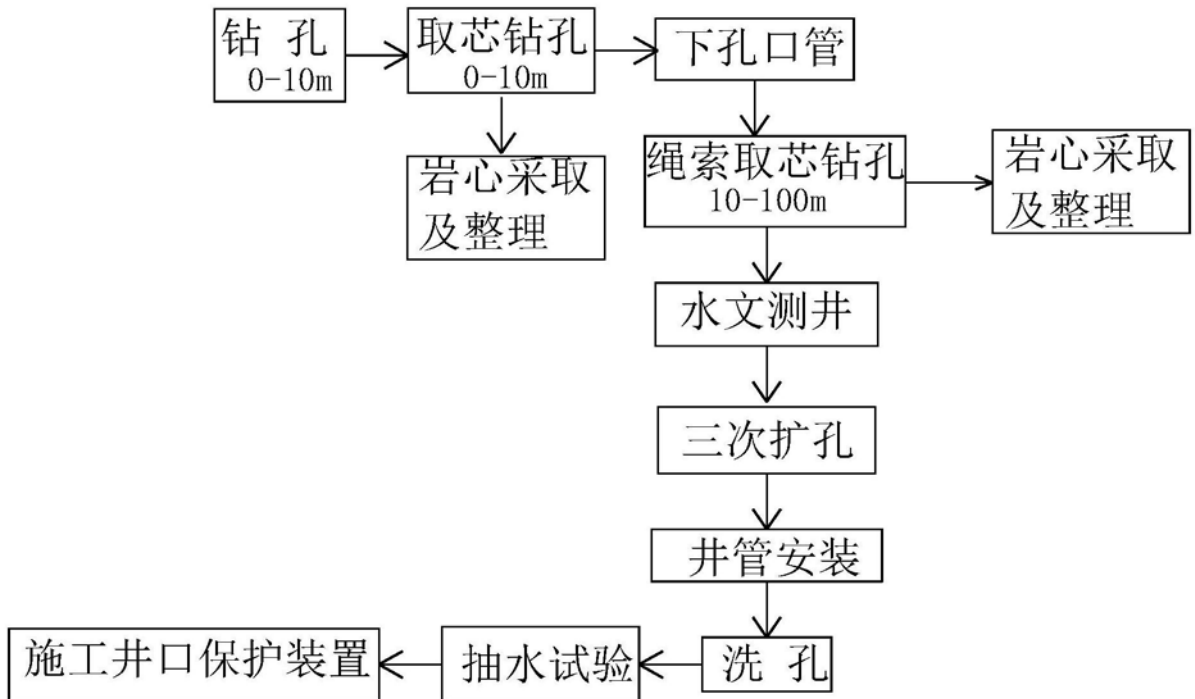 钻 孔
0-10m
取芯钻孔
0-10m
下孔口管
岩心采取
及整理
绳索取芯钻孔
10-100m
岩心采取
及整理
水文测井
三次扩孔
井管安装
洗 孔
抽水试验
施工井口保护装置